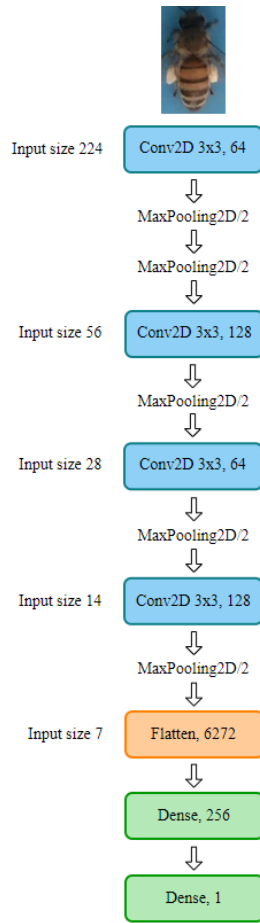 Input size 224
Conv2D 3x3, 64
MaxPooling2D/2
MaxPooling2D/2
Input size 56
Conv2D 3x3, 128
MaxPooling2D/2
Input size 28
Conv2D 3x3, 64
MaxPooling2D/2
Input size 14
Conv2D 3x3, 128
MaxPooling2D/2
Input size 7
Flatten, 6272
Dense, 256
Dense, 1